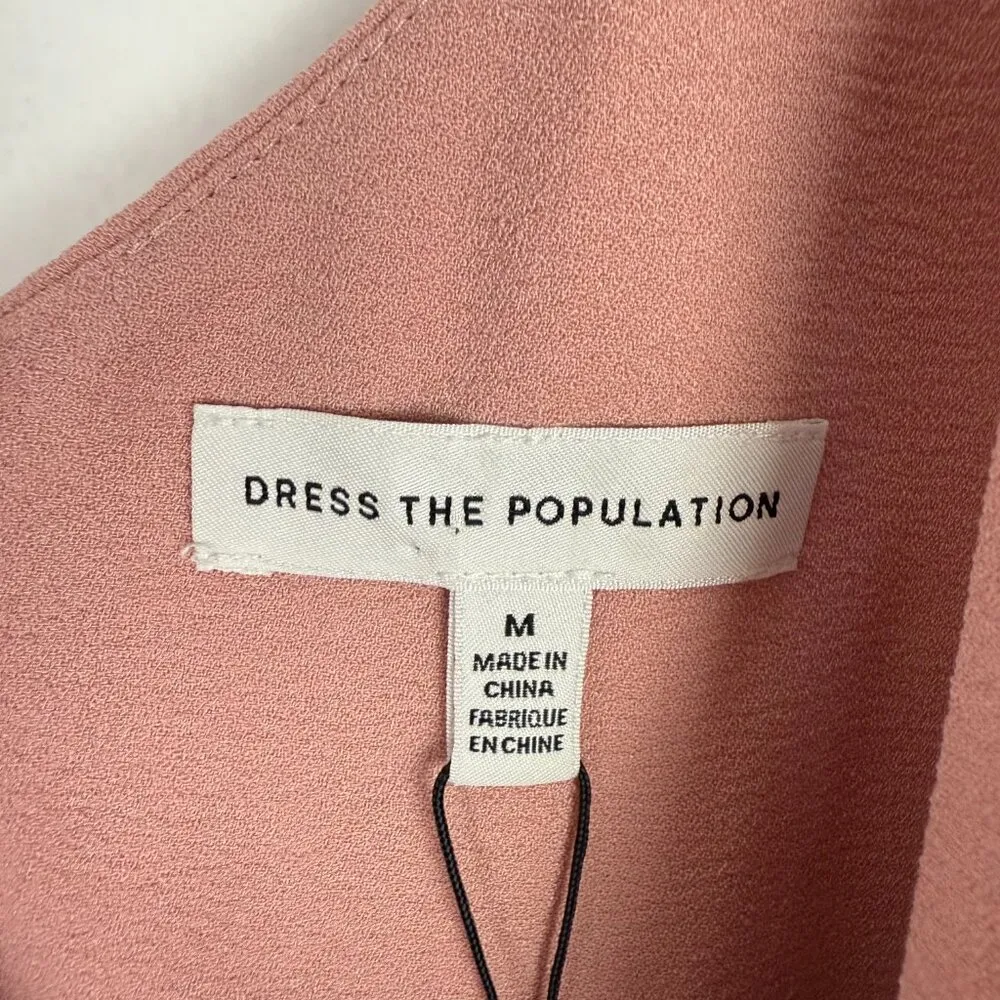 DRESS THE POPULATION
M
MADE IN
CHINA
FABRIQUE
EN CHINE